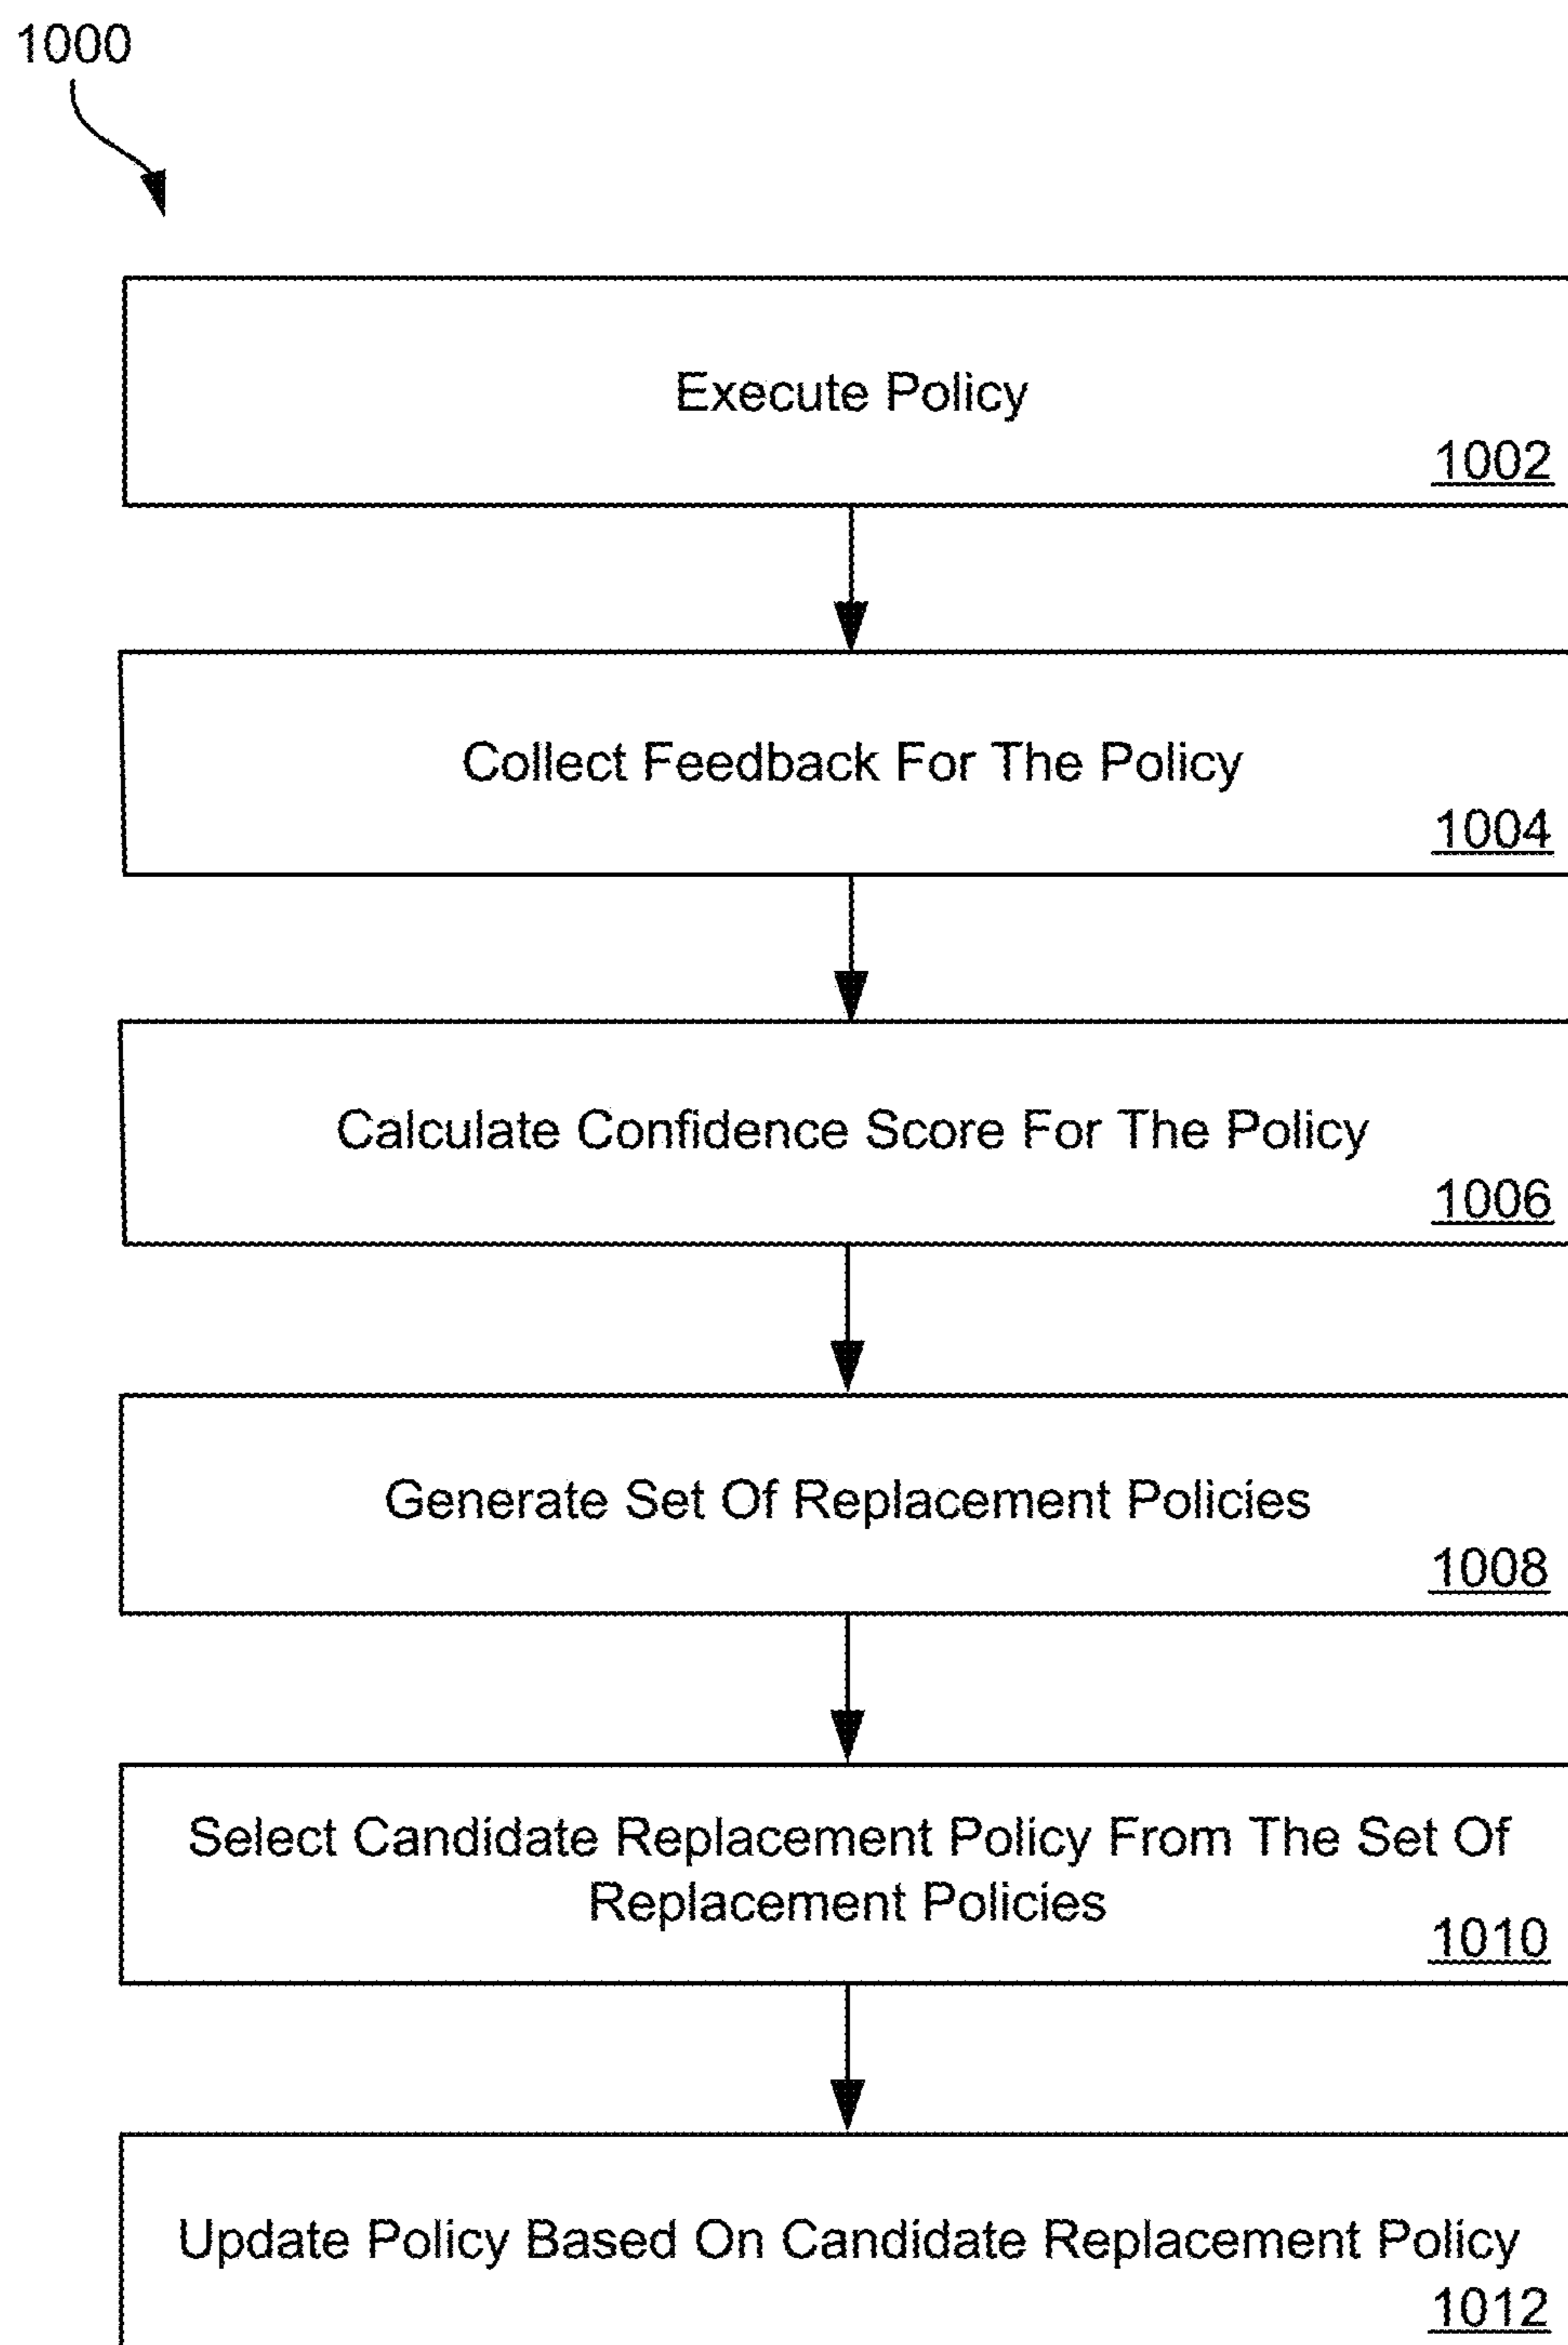 1000
Execute Policy
1002
Collect Feedback For The Policy
1004
Calculate Confidence Score For The Policy
1006
Generate Set Of Replacement Policies
1008
Select Candidate Replacement Policy From The Set Of
Replacement Policies
1010
Update Policy Based On Candidate Replacement Policy
1012